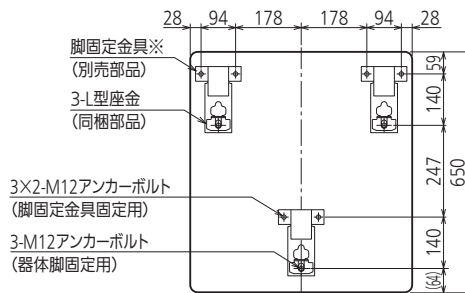 28 94 178 178 94 28
脚固定金具※
(別売部品)
3-L型座金
(同梱部品)
3×2-M12アンカーボルト
(脚固定金具固定用)
3-M12アンカーボルト
(器体脚固定用)
59
140
247
650
140
(64)